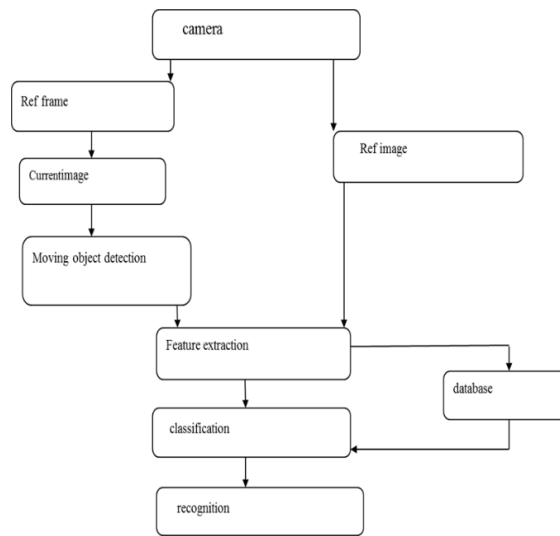 camera
Ref frame
Ref image
Currentimage
Moving object detection
Feature extraction
database
classification
recognition